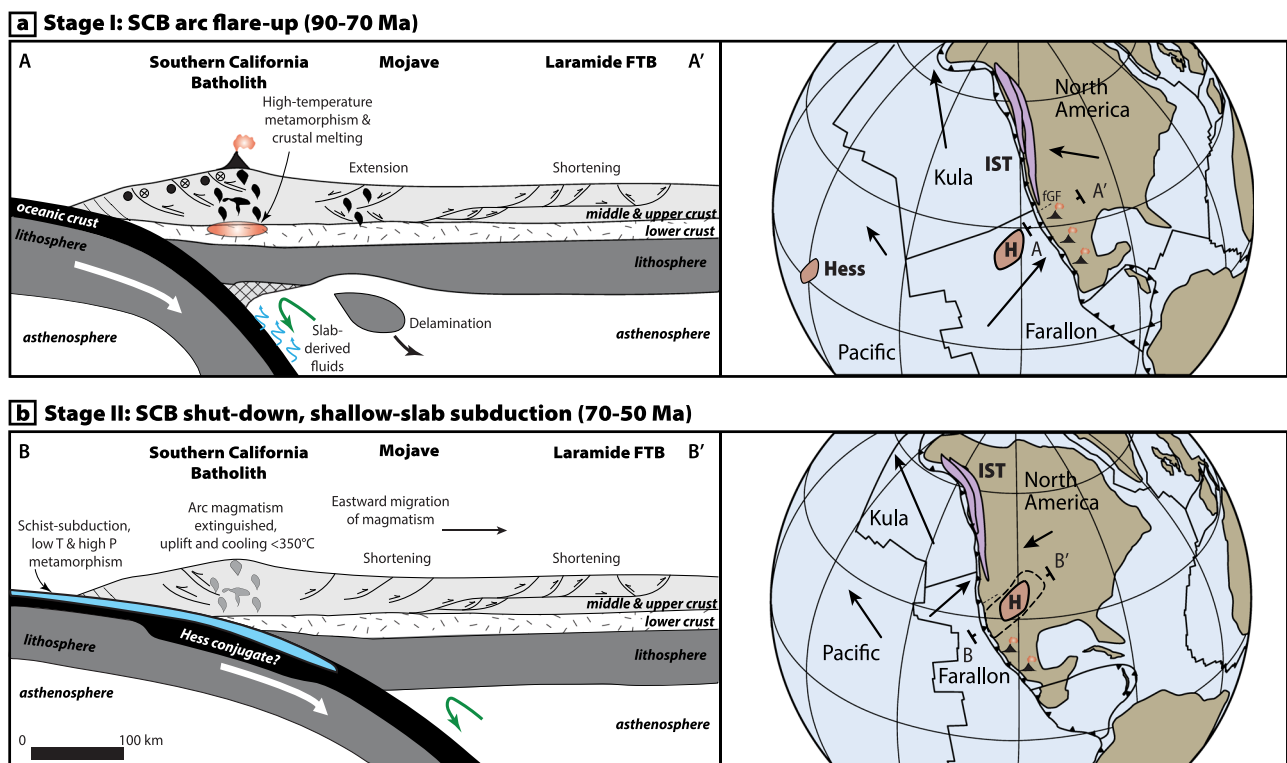 a Stage I: SCB arc flare-up (90-70 Ma)
A
Southern California
Batholith
Mojave
Laramide FTB
A’
High-temperature
metamorphism &
crustal melting
Extension
Shortening
oceanic crust
middle & upper crust
lower crust
lithosphere
lithosphere
asthenosphere
Slab-
derived
fluids
Delamination
asthenosphere
North
America
IST
Kula
fGF
A’
H
A
Hess
Farallon
Pacific
b Stage II: SCB shut-down, shallow-slab subduction (70-50 Ma)
B
Southern California
Batholith
Mojave
Laramide FTB
B’
Schist-subduction,
low T & high P
metamorphism
Arc magmatism
extinguished,
uplift and cooling <350°C
Eastward migration
of magmatism
Shortening
Shortening
middle & upper crust
lower crust
lithosphere
Hess conjugate?
lithosphere
asthenosphere
asthenosphere
0
100 km
IST
North
America
Kula
B’
H
B
Pacific
Farallon